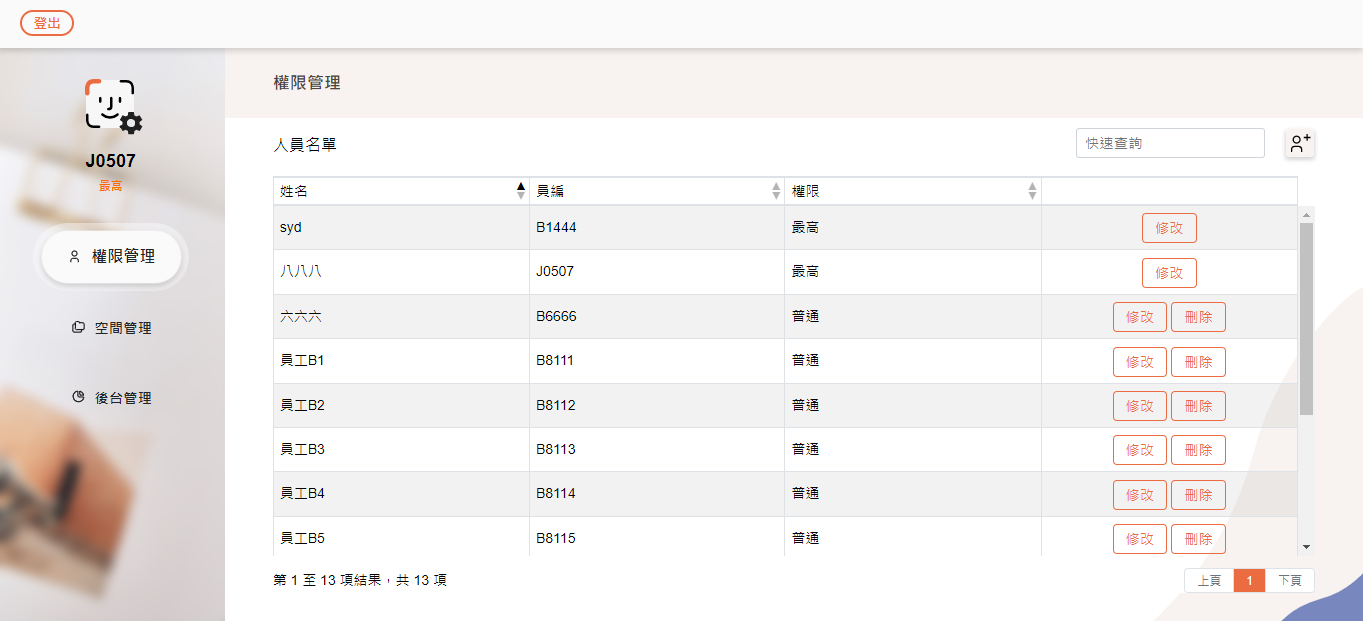 登出
J0507
最高
權限管理
空間管理
後台管理
權限管理
人員名單
快速查詢
姓名 員編 權限
syd B1444 最高 修改
八八八 J0507 最高 修改
六六六 B6666 普通 修改 刪除
員工B1 B8111 普通 修改 刪除
員工B2 B8112 普通 修改 刪除
員工B3 B8113 普通 修改 刪除
員工B4 B8114 普通 修改 刪除
員工B5 B8115 普通 修改 刪除
第 1 至 13 項結果，共 13 項
上頁 1 下頁